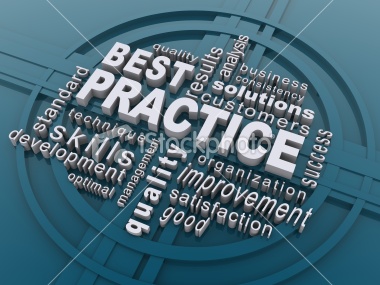 BEST
PRACTICE
quality
results
analysis
business
consistency
solutions
customers
standard
technique
skills
development
optimal
management
quality
organization
improvement
satisfaction
good
success
iStockphoto